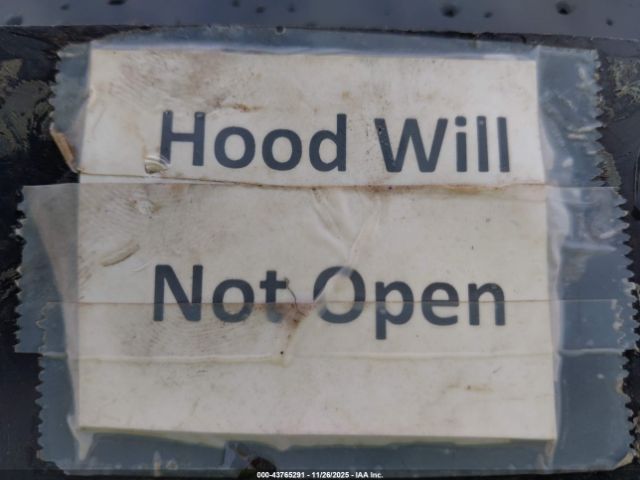 Hood Will
Not Open
000-43765291 - 11/26/2025 - IAA Inc.